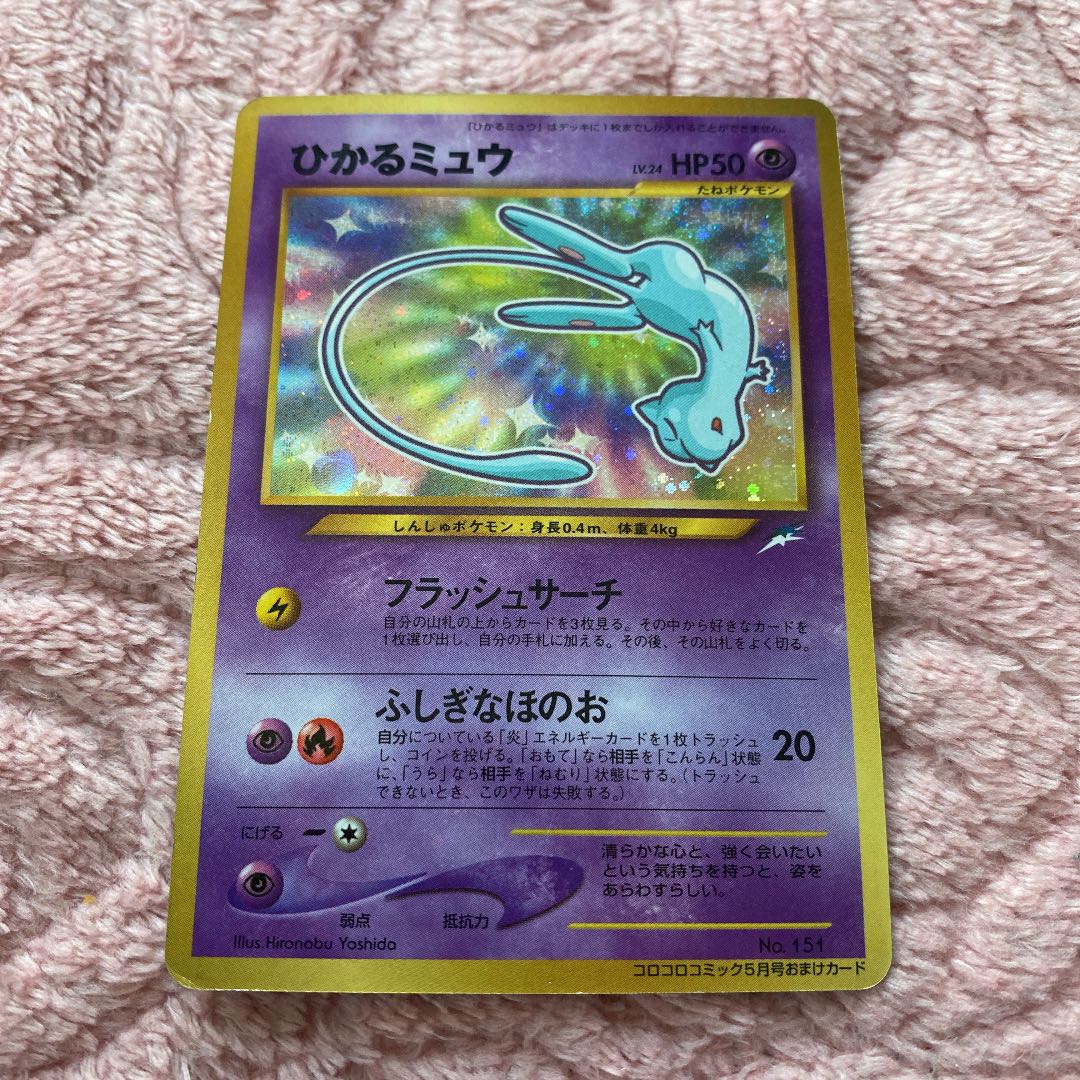 「ひかるミュウ」はデッキに1枚までしか入れることができません。
ひかるミュウ
LV.24 HP50
たねポケモン
しんしゅポケモン：身長0.4m、体重4kg
フラッシュサーチ
自分の山札の上からカードを3枚見る。その中から好きなカードを
1枚選び出し、自分の手札に加える。その後、その山札をよく切る。
ふしぎなほのお
自分についている「炎」エネルギーカードを1枚トラッシュ
し、コインを投げる。「おもて」なら相手を「こんらん」状態
に、「うら」なら相手を「ねむり」状態にする。（トラッシュ
できないとき、このワザは失敗する。）
20
にげる
弱点
抵抗力
清らかな心と、強く会いたい
という気持ちを持つと、姿を
あらわすらしい。
Illus.Hironobu Yoshida
No. 151
コロコロコミック5月号おまけカード